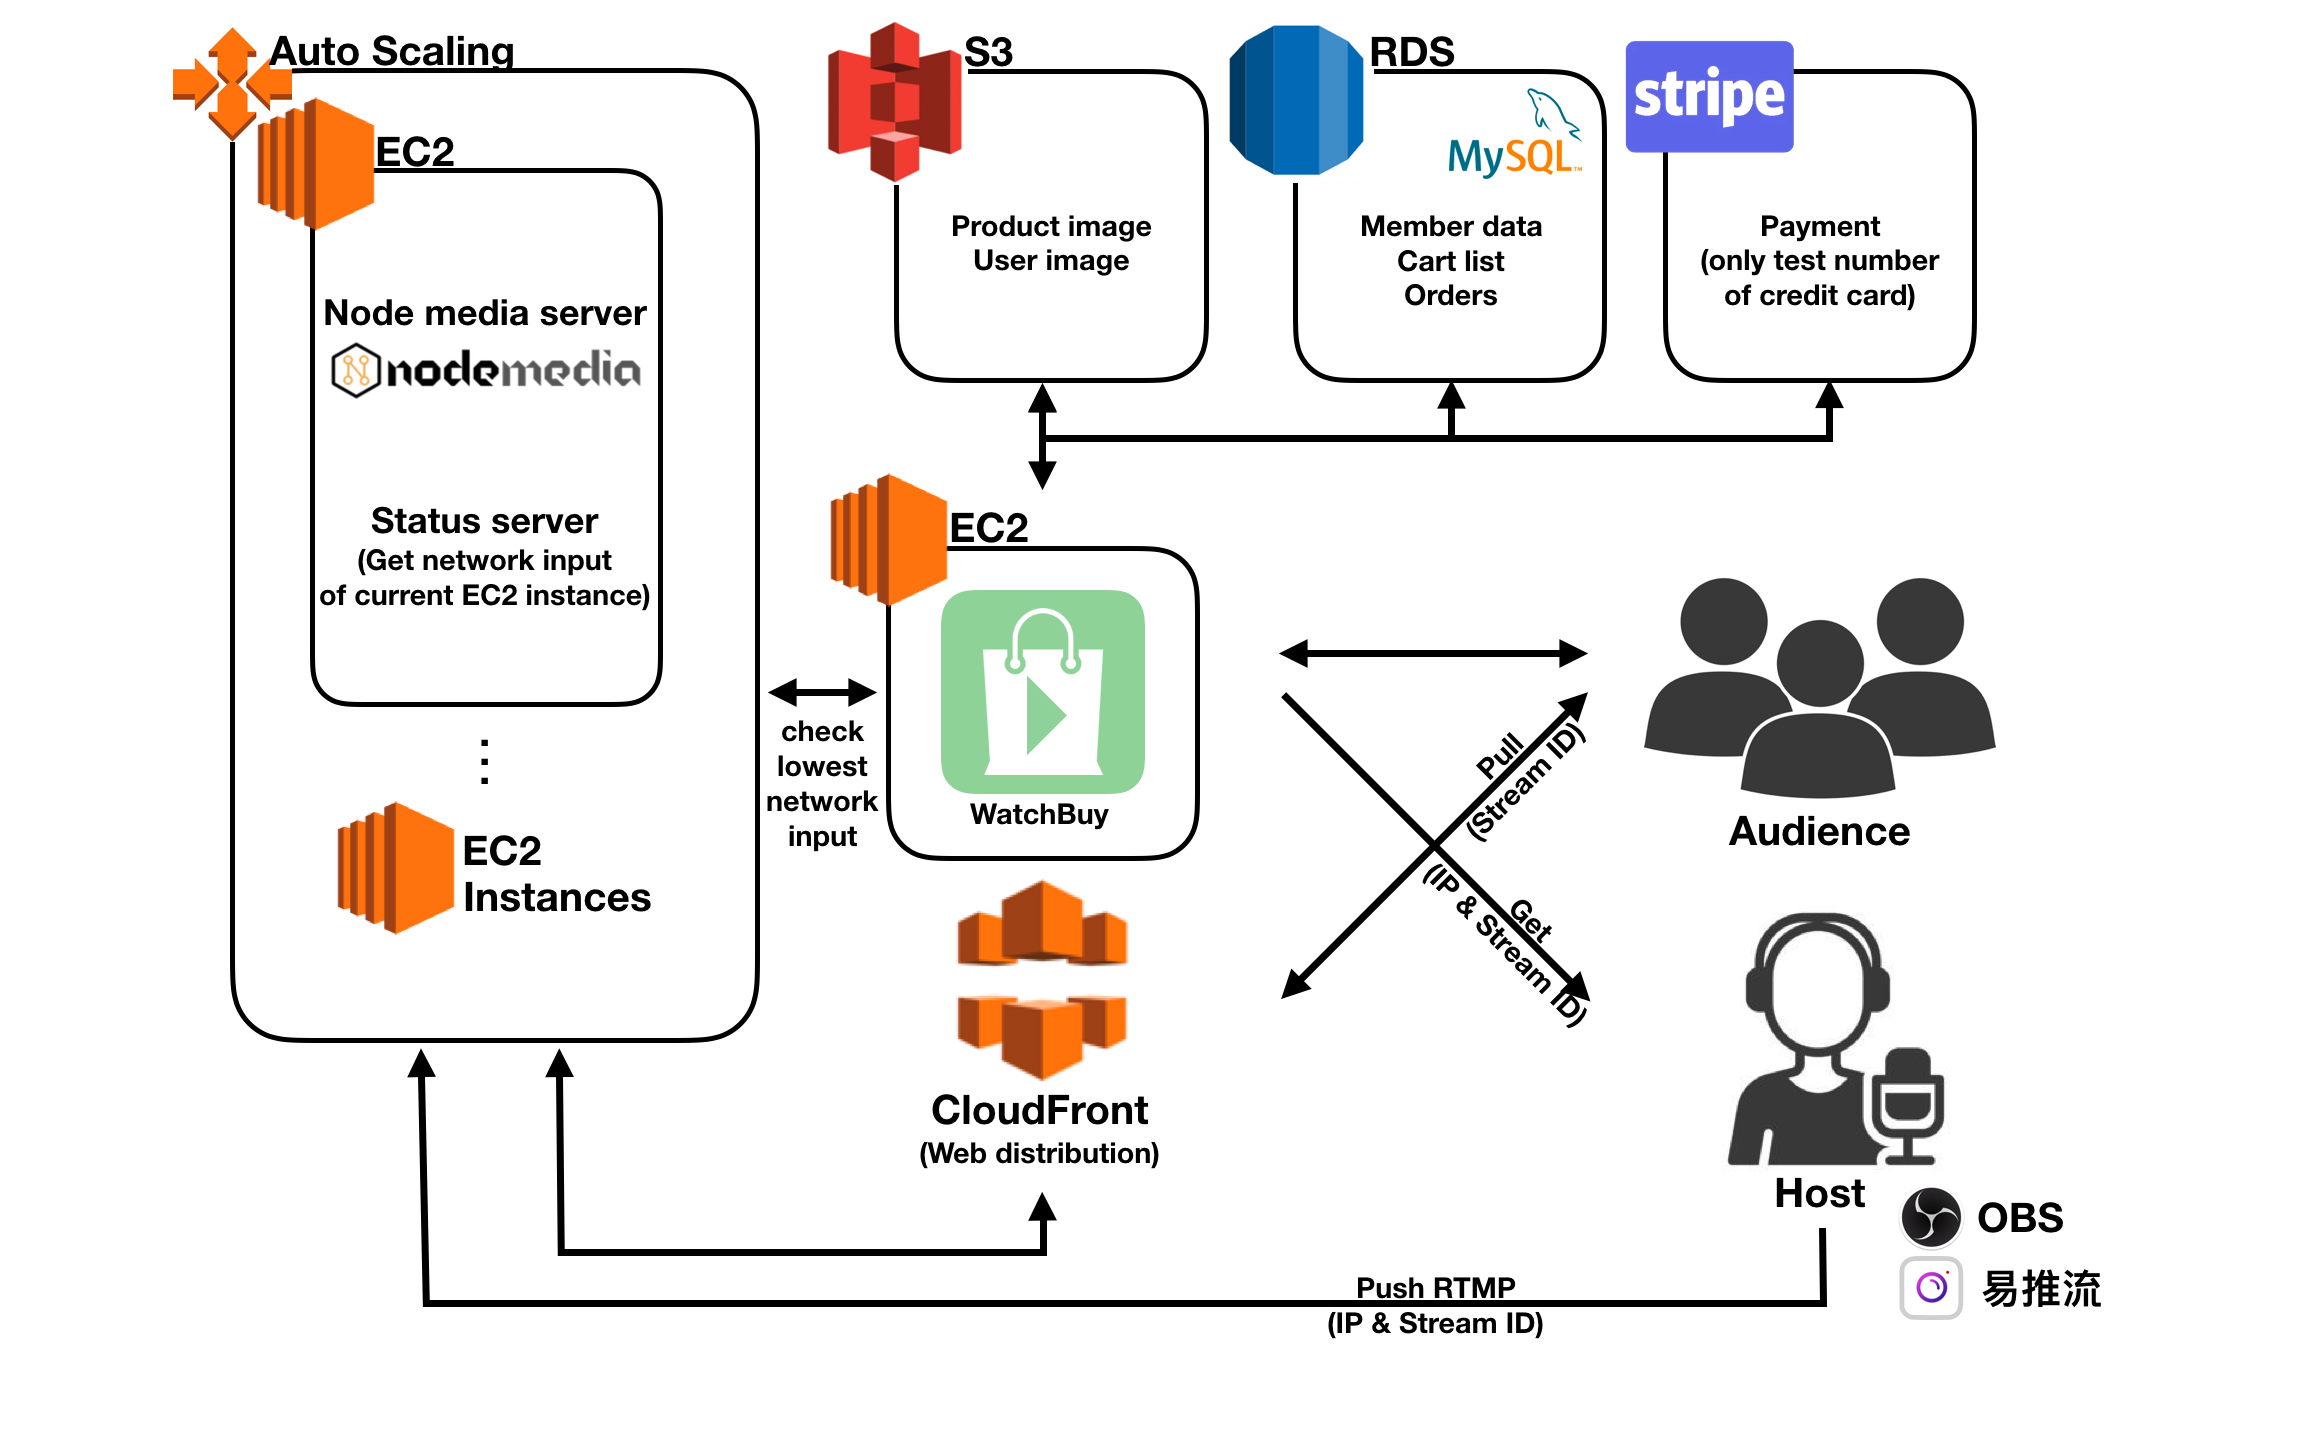 Auto Scaling
EC2
Node media server
nodemedia
Status server
(Get network input
of current EC2 instance)
EC2
Instances
S3
Product image
User image
RDS
MySQL™
Member data
Cart list
Orders
stripe
Payment
(only test number
of credit card)
check
lowest
network
input
EC2
WatchBuy
CloudFront
(Web distribution)
Pull
(Stream ID)
Get
(IP & Stream ID)
Audience
Host
OBS
易推流
Push RTMP
(IP & Stream ID)